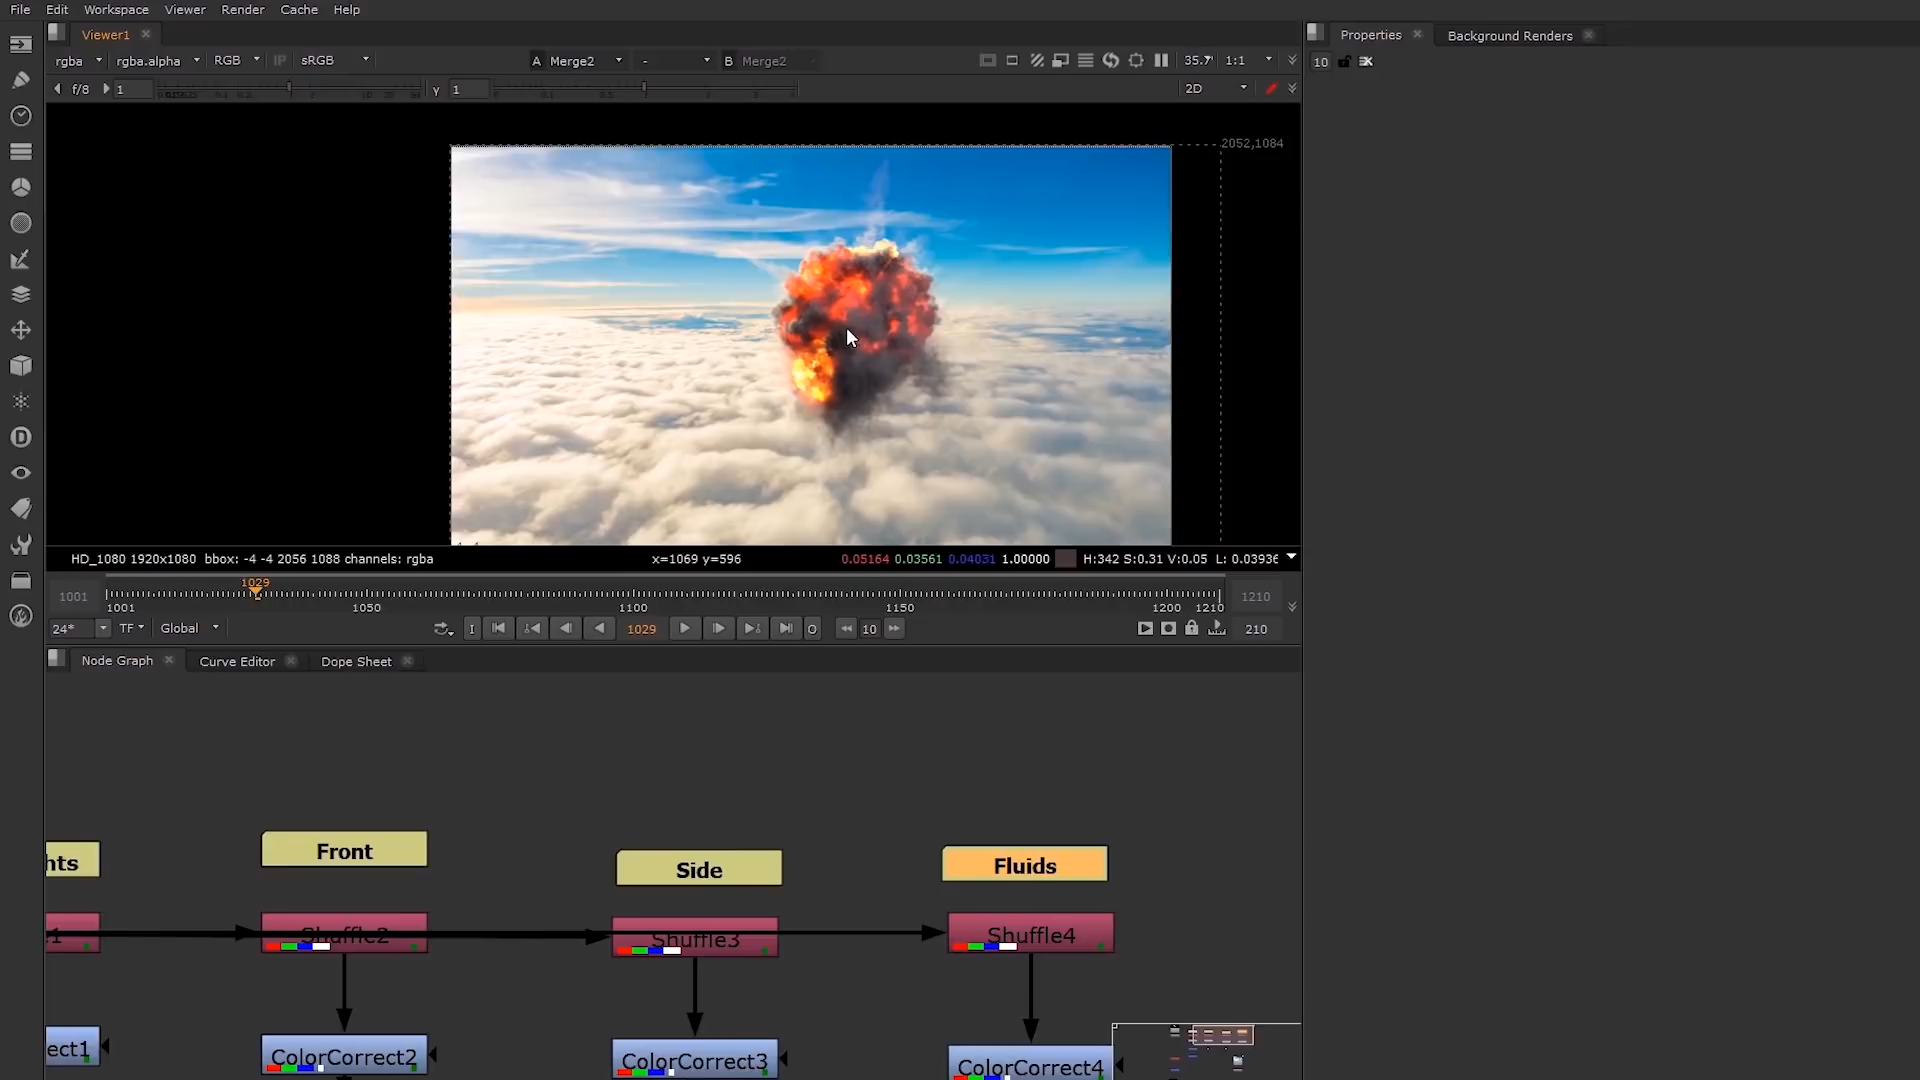 File Edit Workspace Viewer Render Cache Help
Viewer1
Properties
Background Renders
rgba rgba.alpha RGB IP sRGB A Merge2 - B Merge2 35.7 1:1
10
f/8 1 y 1 2D
2052,1084
HD_1080 1920x1080 bbox: -4 -4 2056 1088 channels: rgba x=1069 y=596 0.05164 0.03561 0.04031 1.00000 H:342 S:0.31 V:0.05 L: 0.03936
1029
1001 1210
1001 1050 1100 1150 1200 1210
24* TF Global I 1029 O 10 210
Node Graph Curve Editor Dope Sheet
Front
hts
Side
Fluids
Shuffle2
Shuffle3
Shuffle4
ect1
ColorCorrect2
ColorCorrect3
ColorCorrect4